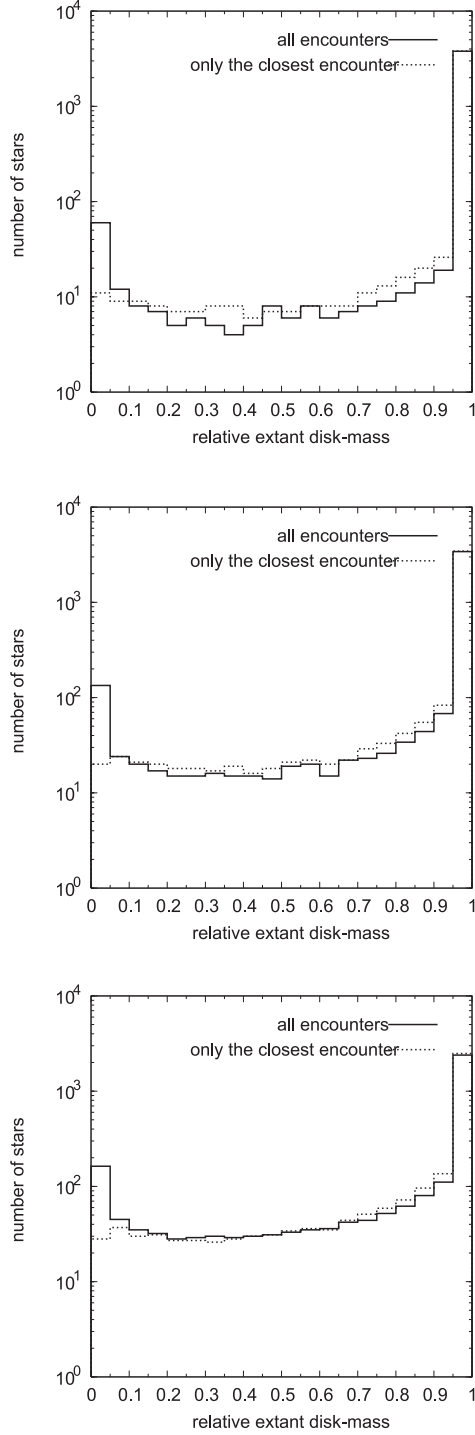 10^4
all encounters
only the closest encounter
10^3
number of stars
10^2
10^1
10^0
0 0.1 0.2 0.3 0.4 0.5 0.6 0.7 0.8 0.9 1
relative extant disk-mass
10^4
all encounters
only the closest encounter
10^3
number of stars
10^2
10^1
10^0
0 0.1 0.2 0.3 0.4 0.5 0.6 0.7 0.8 0.9 1
relative extant disk-mass
10^4
all encounters
only the closest encounter
10^3
number of stars
10^2
10^1
10^0
0 0.1 0.2 0.3 0.4 0.5 0.6 0.7 0.8 0.9 1
relative extant disk-mass